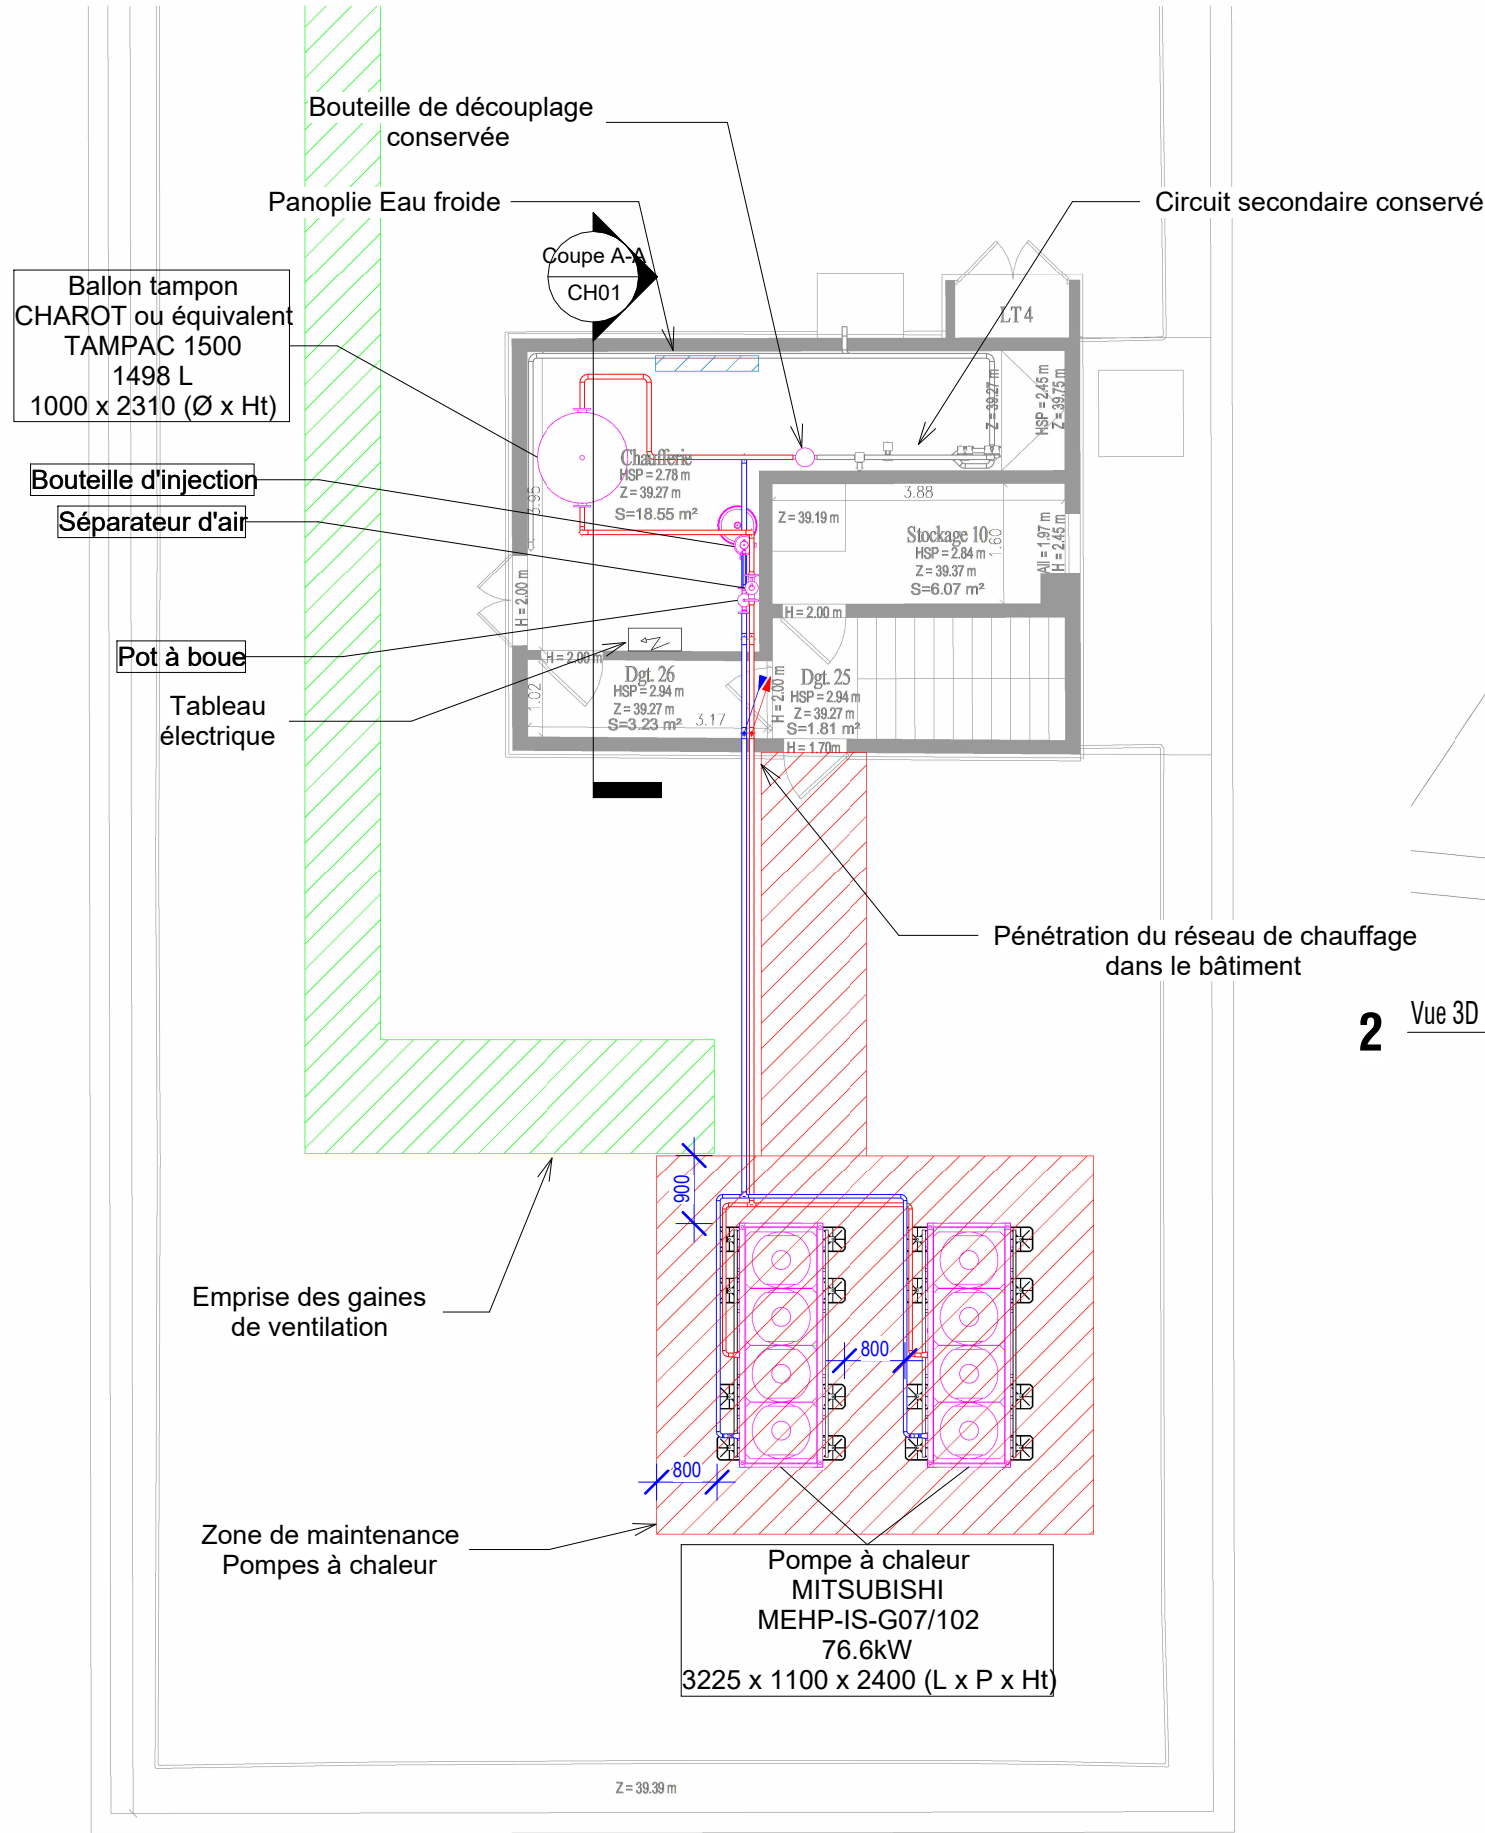 Bouteille de découplage
conservée
Panoplie Eau froide
Circuit secondaire conservé
Coupe A-A
CH01
Ballon tampon
CHAROT ou équivalent
TAMPAC 1500
1498 L
1000 x 2310 (Ø x Ht)
LT4
Z = 39.27 m
HSP = 2.45 m
Z = 39.75 m
Chaufferie
HSP = 2.78 m
Z = 39.27 m
S=18.55 m²
Bouteille d'injection
3.95
3.88
Séparateur d'air
Z = 39.19 m
Stockage 10
HSP = 2.84 m
Z = 39.37 m
S=6.07 m²
1.60
All = 1.97 m
H = 2.45 m
H = 2.00 m
H = 2.00 m
Pot à boue
H = 2.00 m
Dgt. 26
HSP = 2.94 m
Z = 39.27 m
S=3.23 m²
1.02
3.17
H = 2.00 m
Dgt. 25
HSP = 2.94 m
Z = 39.27 m
S=1.81 m²
H = 1.70m
Tableau
électrique
Pénétration du réseau de chauffage
dans le bâtiment
2
Vue 3D
900
Emprise des gaines
de ventilation
800
800
Zone de maintenance
Pompes à chaleur
Pompe à chaleur
MITSUBISHI
MEHP-IS-G07/102
76.6kW
3225 x 1100 x 2400 (L x P x Ht)
Z = 39.39 m